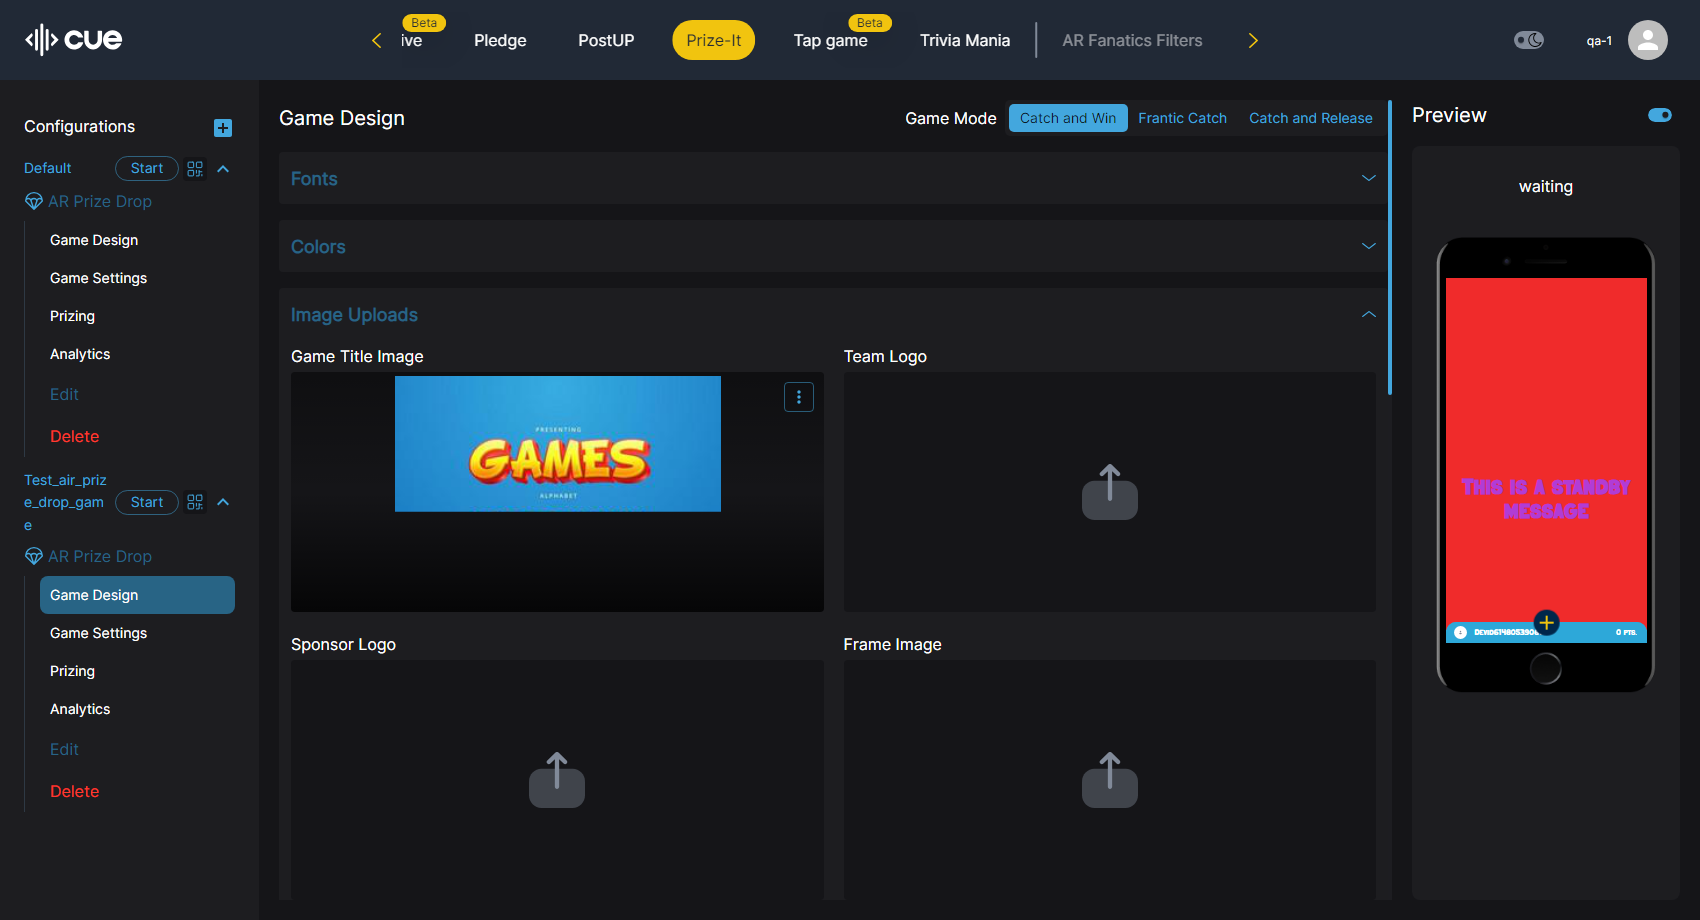 cue
Beta
ive
Pledge
PostUP
Prize-It
Beta
Tap game
Trivia Mania
AR Fanatics Filters
qa-1
Configurations
Default
Start
AR Prize Drop
Game Design
Game Settings
Prizing
Analytics
Edit
Delete
Test_air_priz
e_drop_gam
e
Start
AR Prize Drop
Game Design
Game Settings
Prizing
Analytics
Edit
Delete
Game Design
Game Mode
Catch and Win
Frantic Catch
Catch and Release
Fonts
Colors
Image Uploads
Game Title Image
PRESENTING
GAMES
ALPHABET
Team Logo
Sponsor Logo
Frame Image
Preview
waiting
THIS IS A STANDBY
MESSAGE
0 PTS.